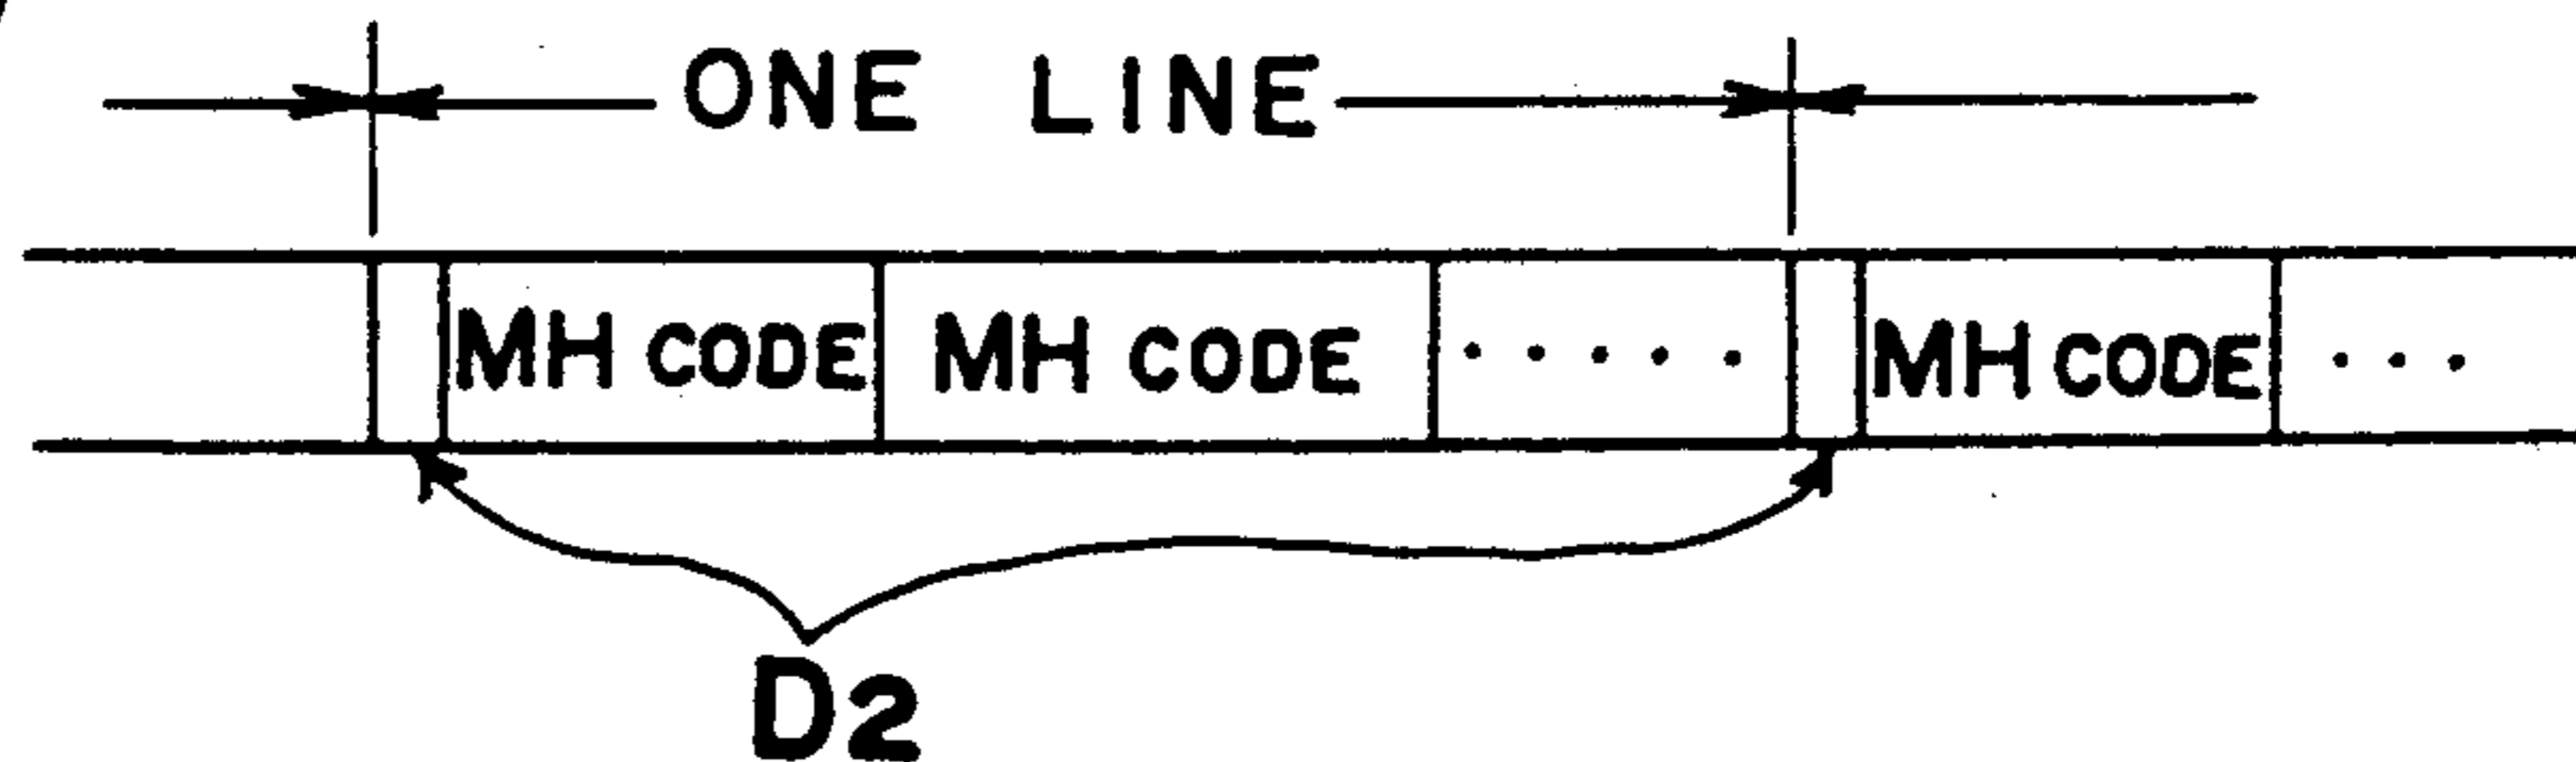 ONE LINE
MH CODE MH CODE ..... MH CODE ...
D2